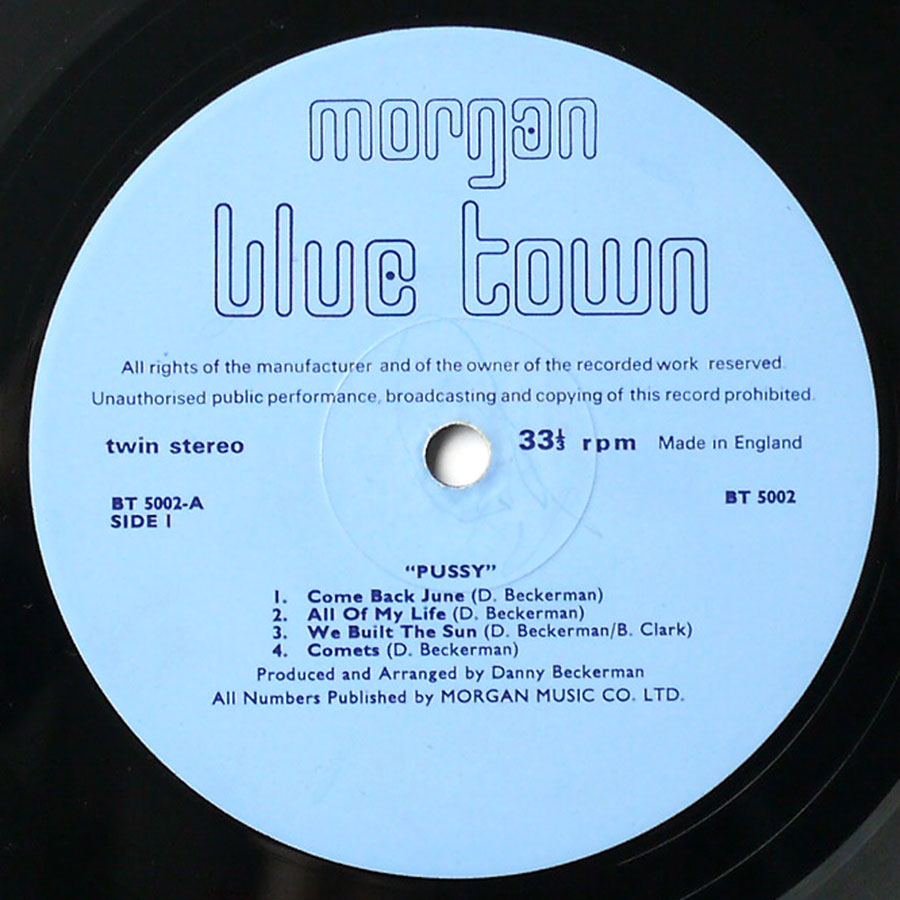 morgan
blue town
All rights of the manufacturer and of the owner of the recorded work reserved.
Unauthorised public performance, broadcasting and copying of this record prohibited.
twin stereo 33⅓ rpm Made in England
BT 5002-A BT 5002
SIDE 1
“PUSSY”
1. Come Back June (D. Beckerman)
2. All Of My Life (D. Beckerman)
3. We Built The Sun (D. Beckerman/B. Clark)
4. Comets (D. Beckerman)
Produced and Arranged by Danny Beckerman
All Numbers Published by MORGAN MUSIC CO. LTD.